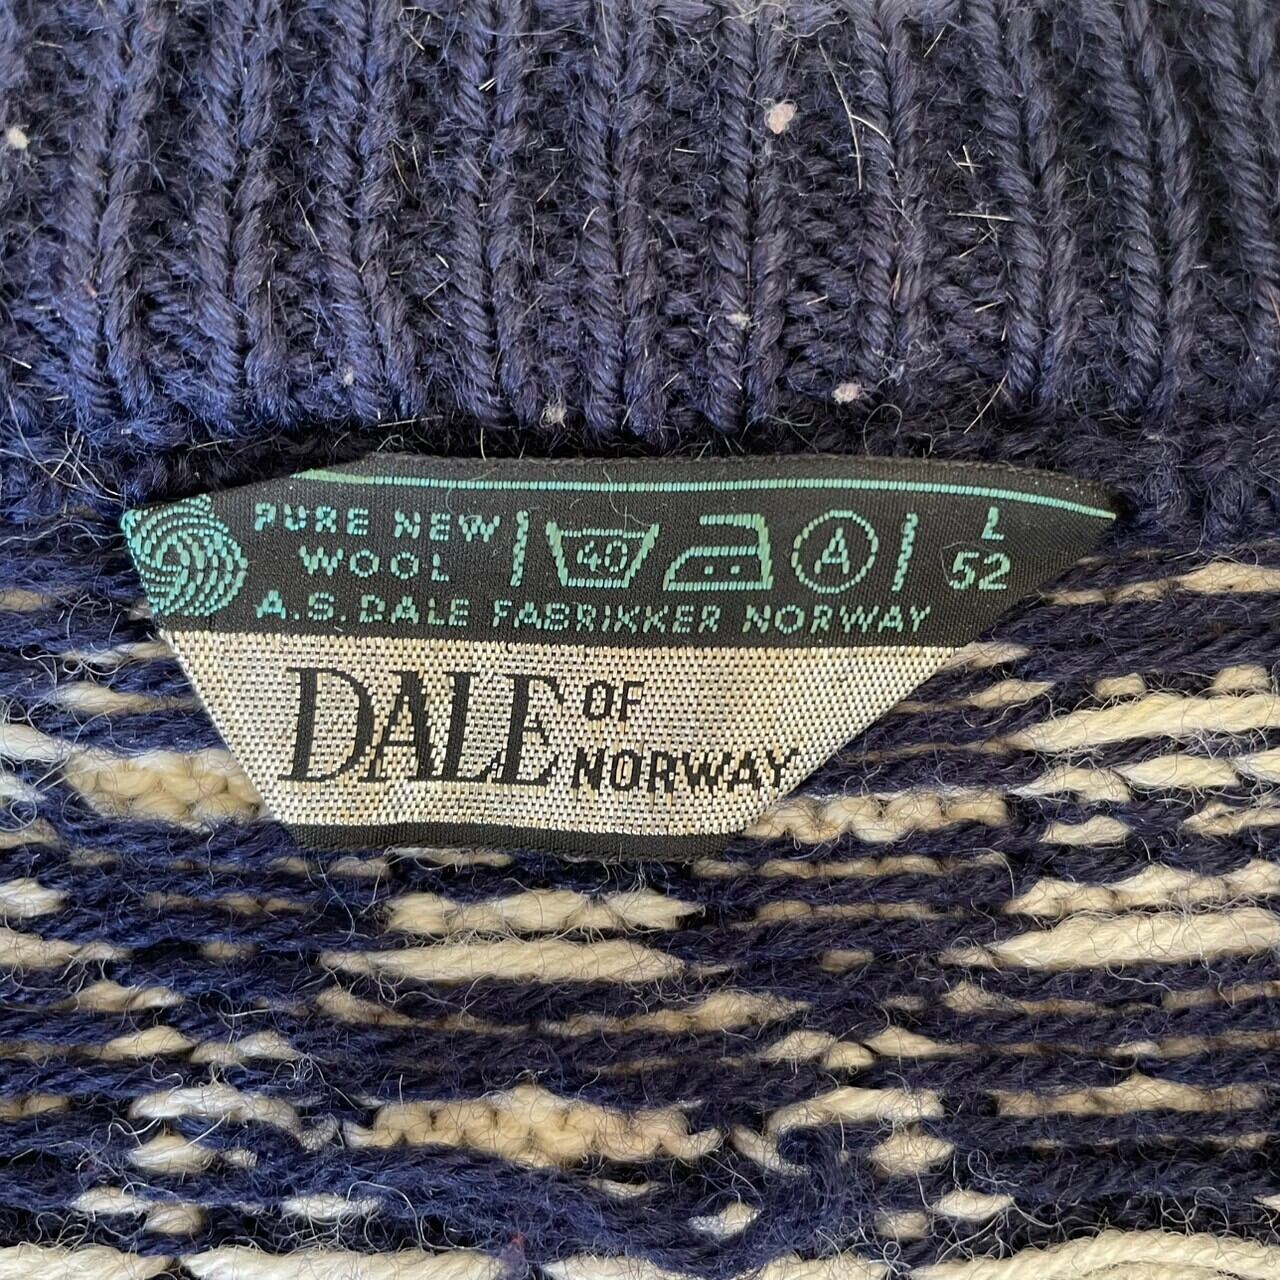 PURE NEW
WOOL
40
A
L
52
A.S.DALE FABRIKKER NORWAY
DALE OF
NORWAY